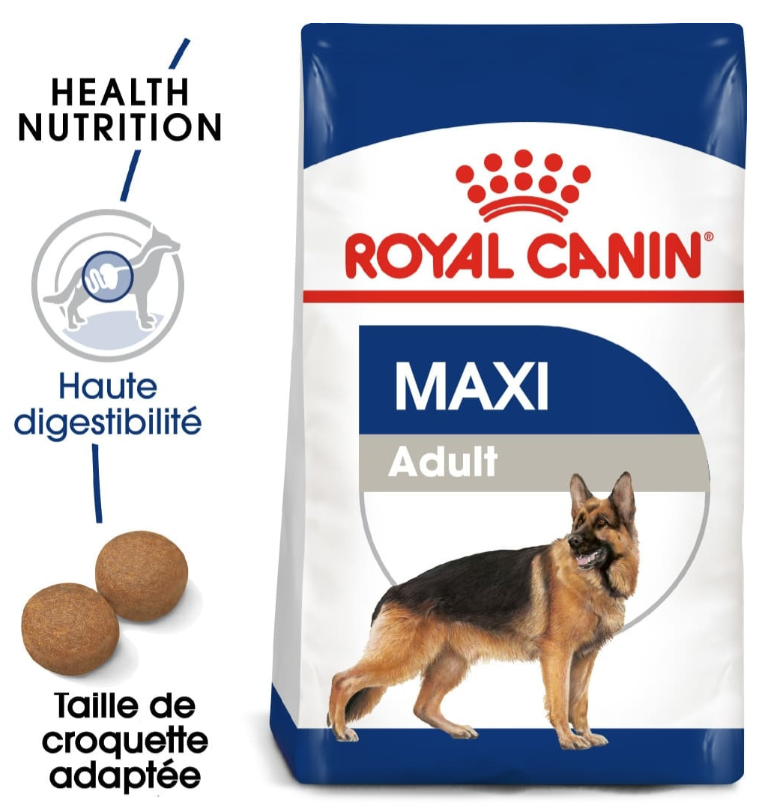 HEALTH
NUTRITION
Haute
digestibilité
Taille de
croquette
adaptée
ROYAL CANIN®
MAXI
Adult